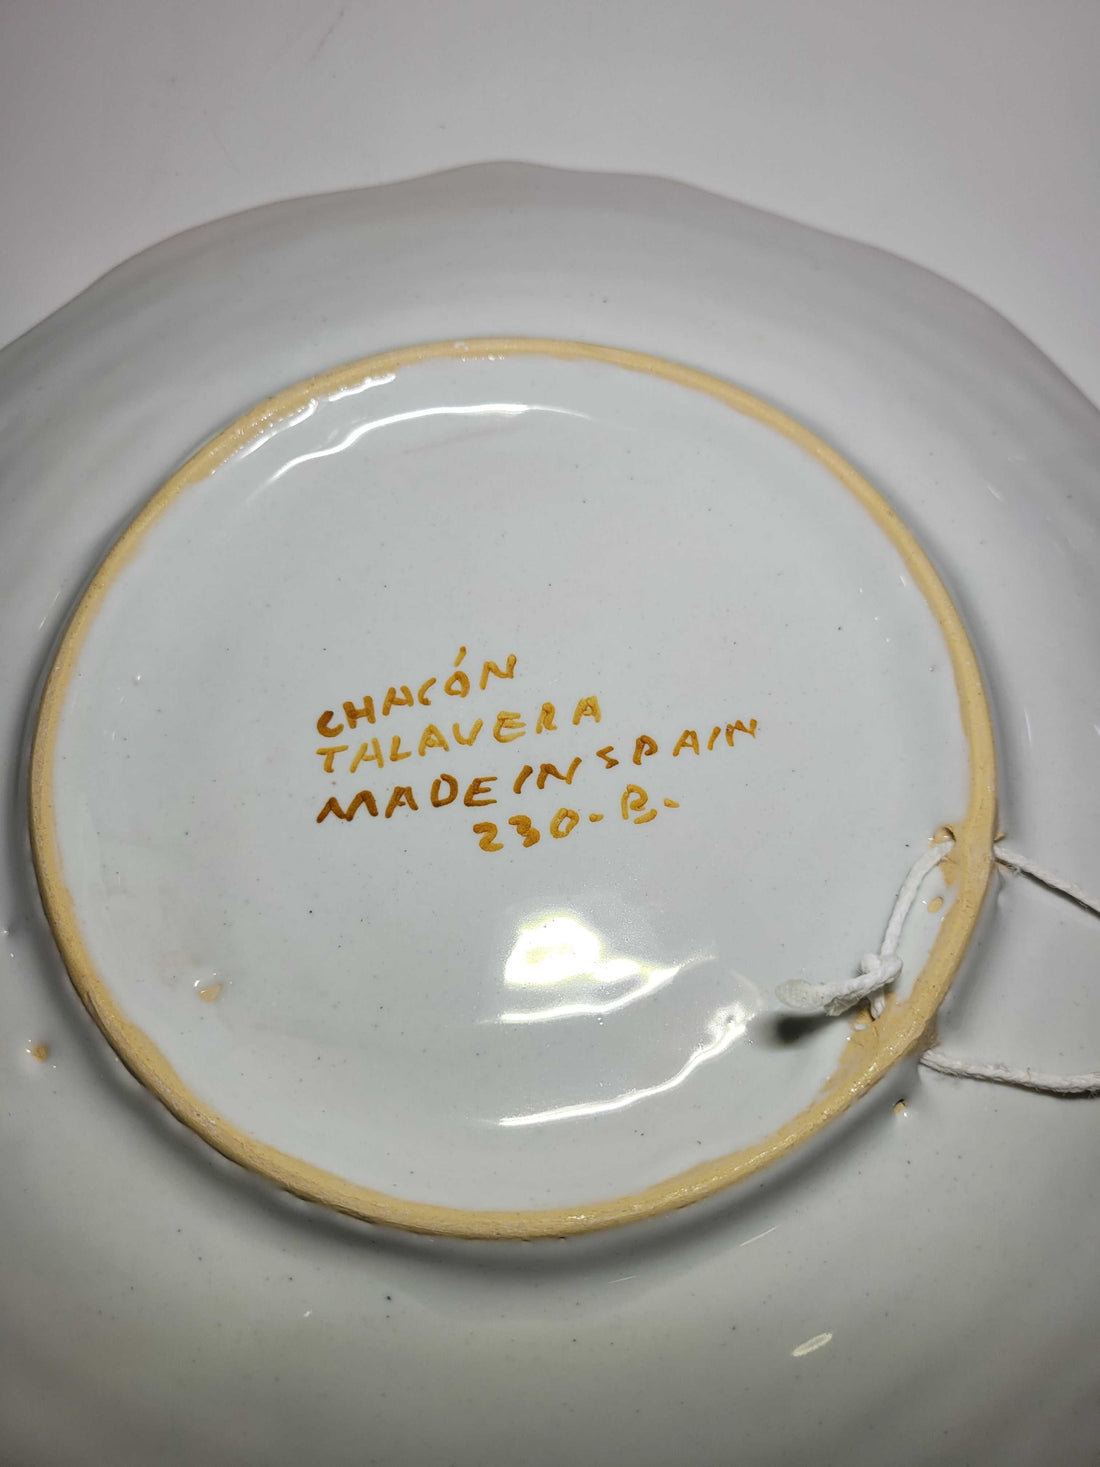 CHACÓN
TALAVERA
MADE IN SPAIN
230-B-